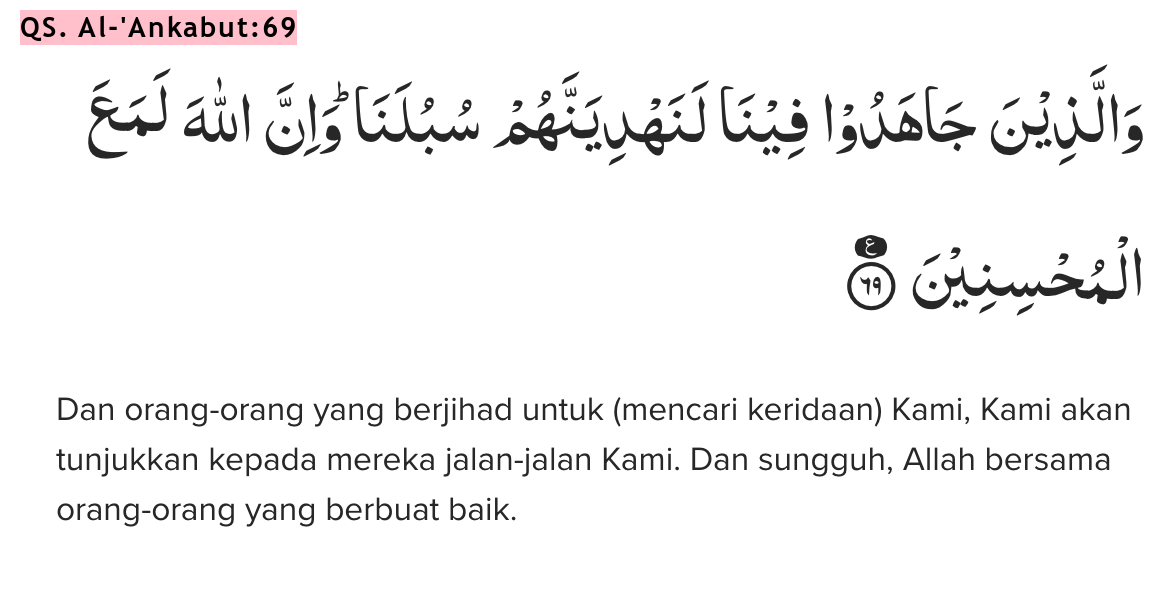 QS. Al-'Ankabut:69
وَالَّذِيْنَ جَاهَدُوْا فِيْنَا لَنَهْدِيَنَّهُمْ سُبُلَنَاۗ وَاِنَّ اللّٰهَ لَمَعَ
الْمُحْسِنِيْنَ ࣖ ٦٩
Dan orang-orang yang berjihad untuk (mencari keridaan) Kami, Kami akan
tunjukkan kepada mereka jalan-jalan Kami. Dan sungguh, Allah bersama
orang-orang yang berbuat baik.